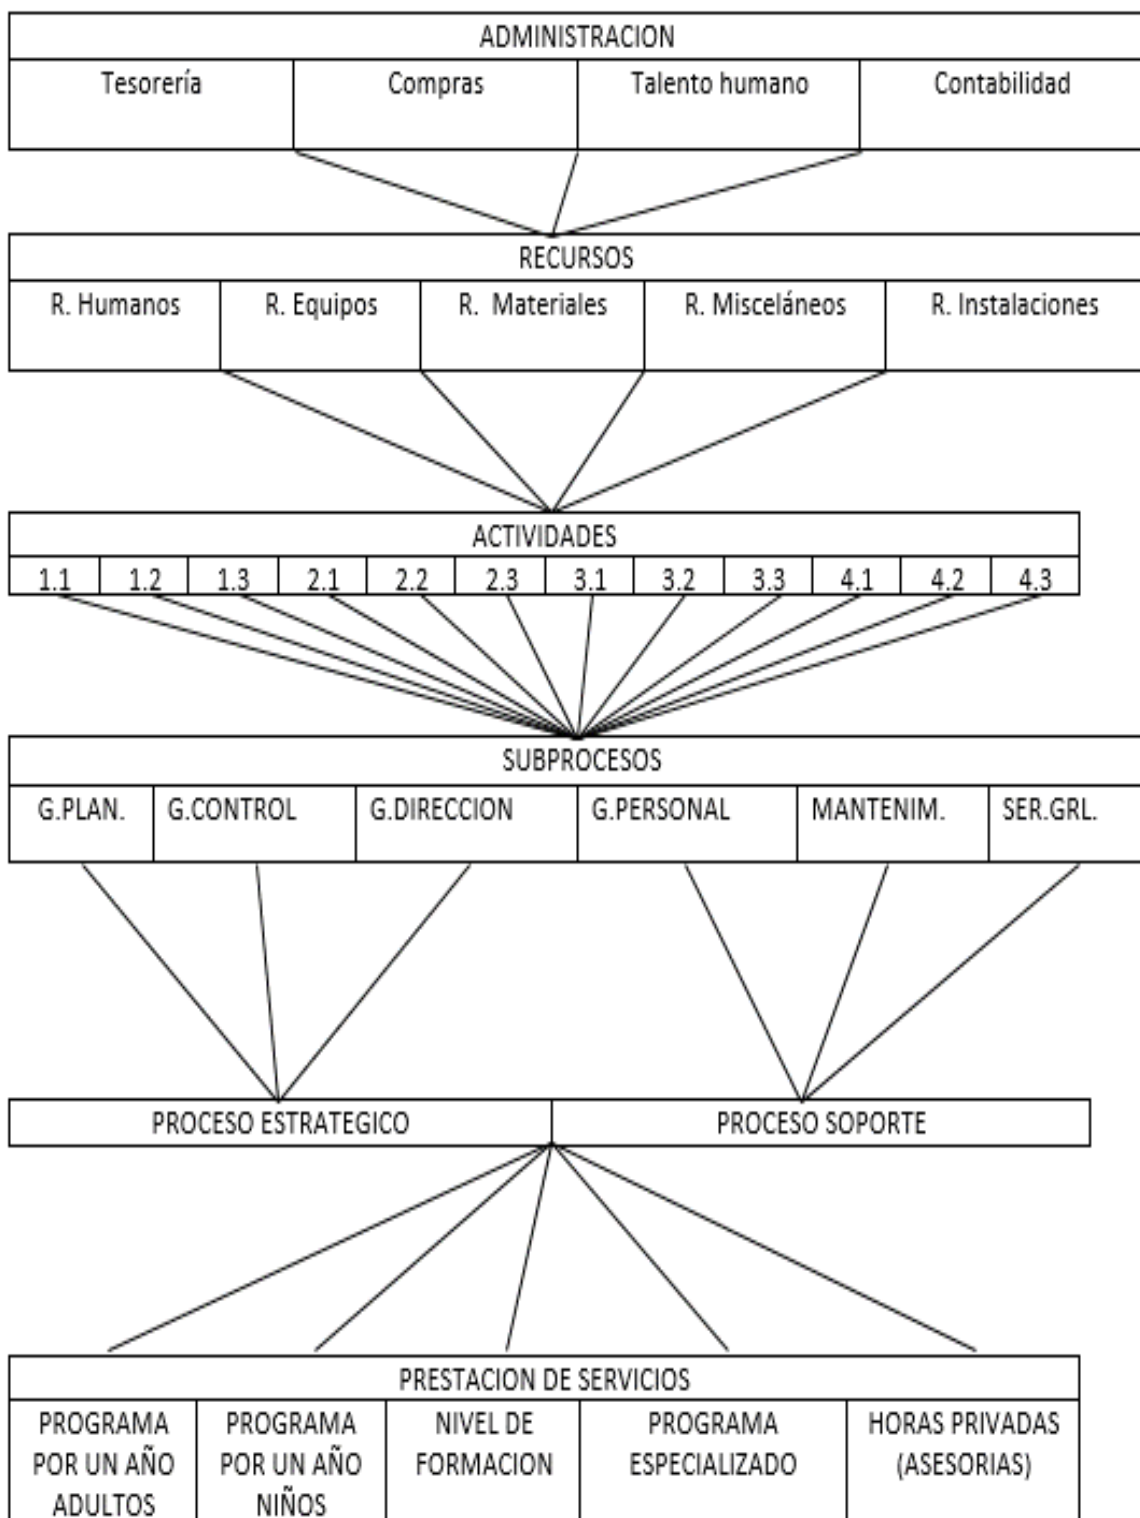 ADMINISTRACION
Tesorería Compras Talento humano Contabilidad
RECURSOS
R. Humanos R. Equipos R. Materiales R. Misceláneos R. Instalaciones
ACTIVIDADES
1.1 1.2 1.3 2.1 2.2 2.3 3.1 3.2 3.3 4.1 4.2 4.3
SUBPROCESOS
G.PLAN. G.CONTROL G.DIRECCION G.PERSONAL MANTENIM. SER.GRL.
PROCESO ESTRATEGICO PROCESO SOPORTE
PRESTACION DE SERVICIOS
PROGRAMA
POR UN AÑO
ADULTOS
PROGRAMA
POR UN AÑO
NIÑOS
NIVEL DE
FORMACION
PROGRAMA
ESPECIALIZADO
HORAS PRIVADAS
(ASESORIAS)